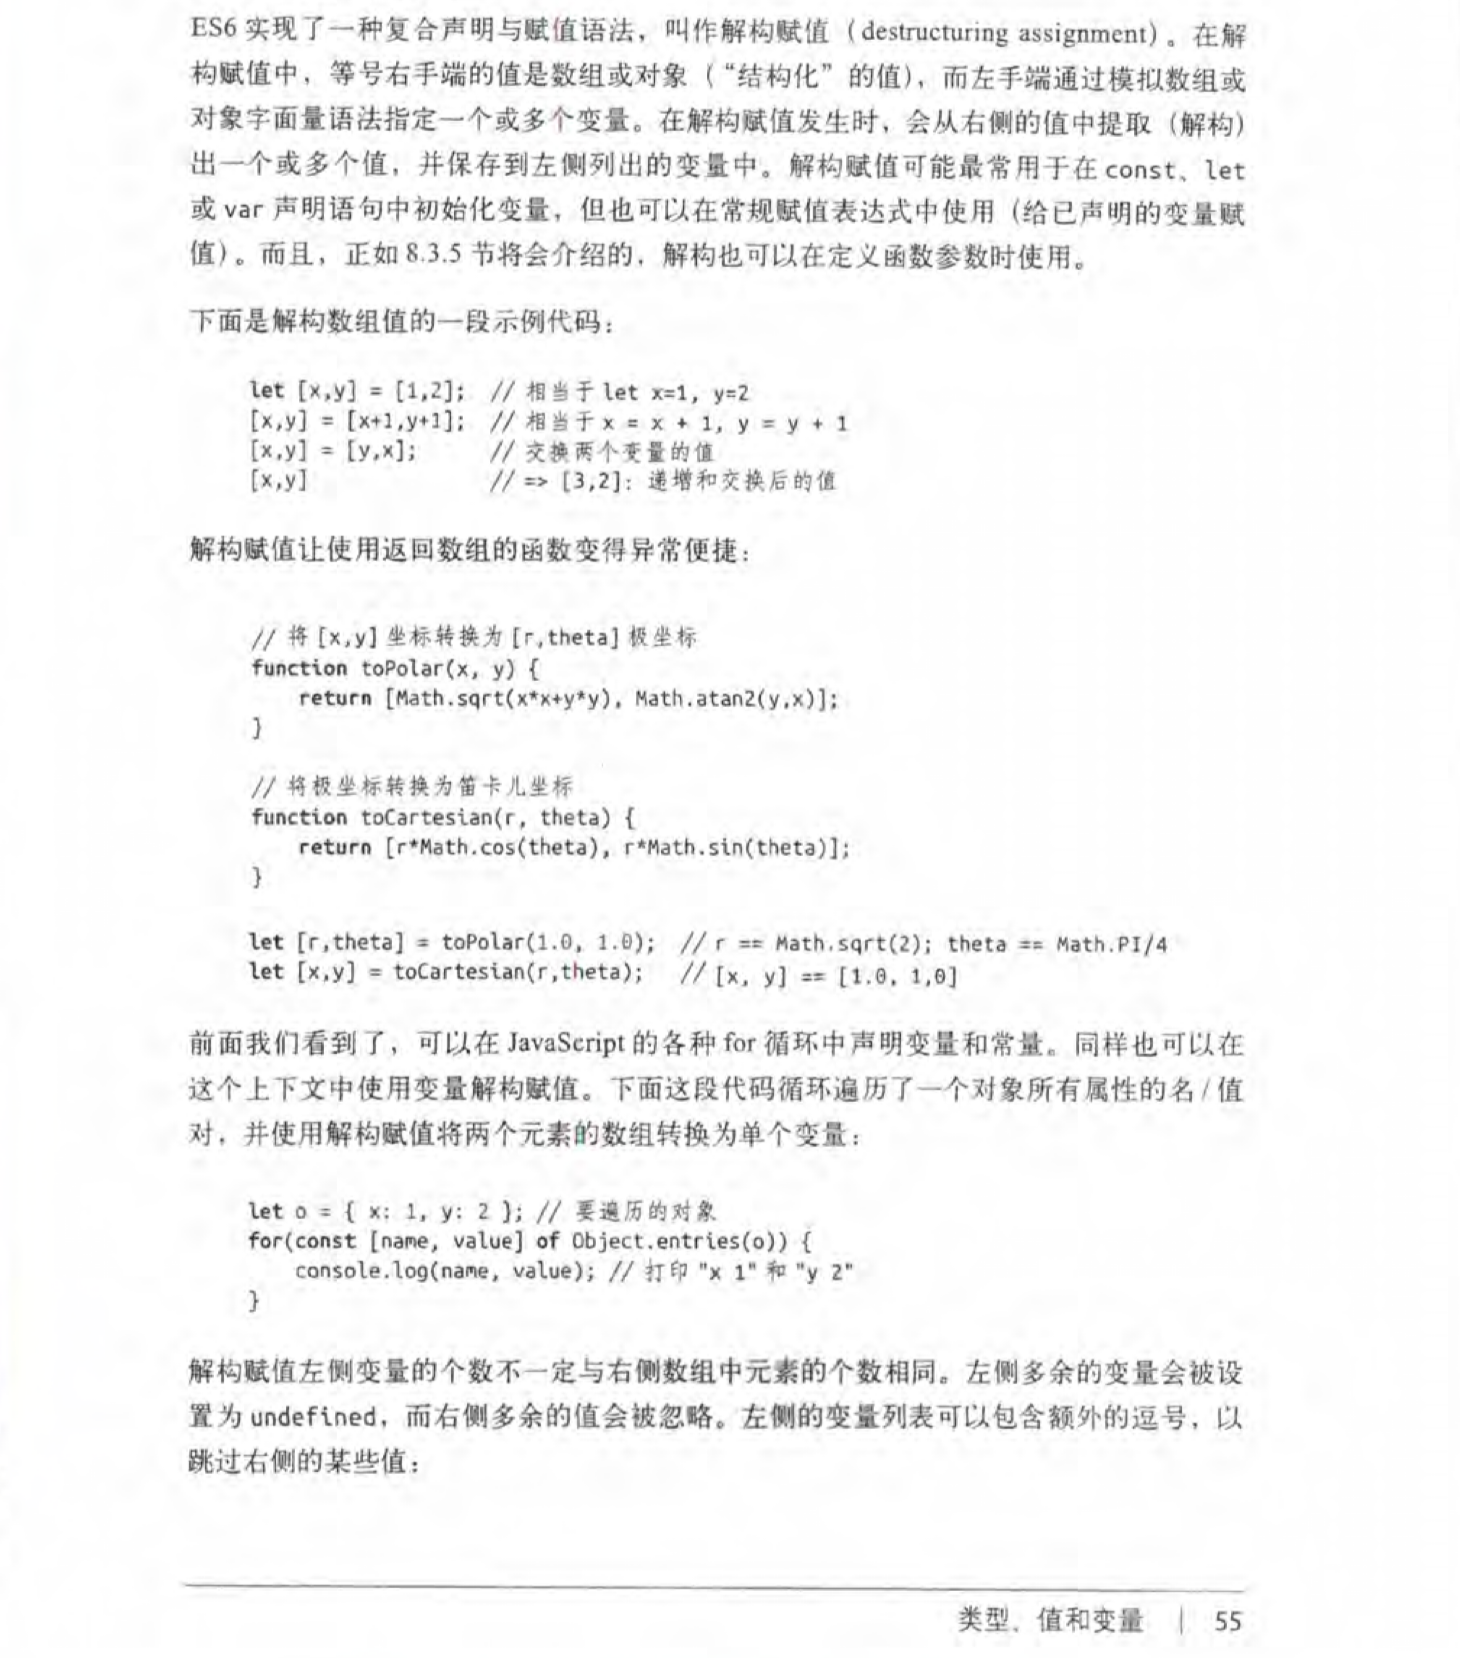 ES6 实现了一种复合声明与赋值语法，叫作解构赋值（destructuring assignment）。在解
构赋值中，等号右手端的值是数组或对象（“结构化”的值），而左手端通过模拟数组或
对象字面量语法指定一个或多个变量。在解构赋值发生时，会从右侧的值中提取（解构）
出一个或多个值，并保存到左侧列出的变量中。解构赋值可能最常用于在 const、let
或 var 声明语句中初始化变量，但也可以在常规赋值表达式中使用（给已声明的变量赋
值）。而且，正如 8.3.5 节将会介绍的，解构也可以在定义函数参数时使用。
下面是解构数组值的一段示例代码：
let [x,y] = [1,2]; // 相当于 let x=1, y=2
[x,y] = [x+1,y+1]; // 相当于 x = x + 1, y = y + 1
[x,y] = [y,x]; // 交换两个变量的值
[x,y] // => [3,2]: 递增和交换后的值
解构赋值让使用返回数组的函数变得异常便捷：
// 将 [x,y] 坐标转换为 [r,theta] 极坐标
function toPolar(x, y) {
return [Math.sqrt(x*x+y*y), Math.atan2(y,x)];
}
// 将极坐标转换为笛卡儿坐标
function toCartesian(r, theta) {
return [r*Math.cos(theta), r*Math.sin(theta)];
}
let [r,theta] = toPolar(1.0, 1.0); // r == Math.sqrt(2); theta == Math.PI/4
let [x,y] = toCartesian(r,theta); // [x, y] == [1.0, 1,0]
前面我们看到了，可以在 JavaScript 的各种 for 循环中声明变量和常量。同样也可以在
这个上下文中使用变量解构赋值。下面这段代码循环遍历了一个对象所有属性的名 / 值
对，并使用解构赋值将两个元素的数组转换为单个变量：
let o = { x: 1, y: 2 }; // 要遍历的对象
for(const [name, value] of Object.entries(o)) {
console.log(name, value); // 打印 "x 1" 和 "y 2"
}
解构赋值左侧变量的个数不一定与右侧数组中元素的个数相同。左侧多余的变量会被设
置为 undefined，而右侧多余的值会被忽略。左侧的变量列表可以包含额外的逗号，以
跳过右侧的某些值：
类型、值和变量 | 55